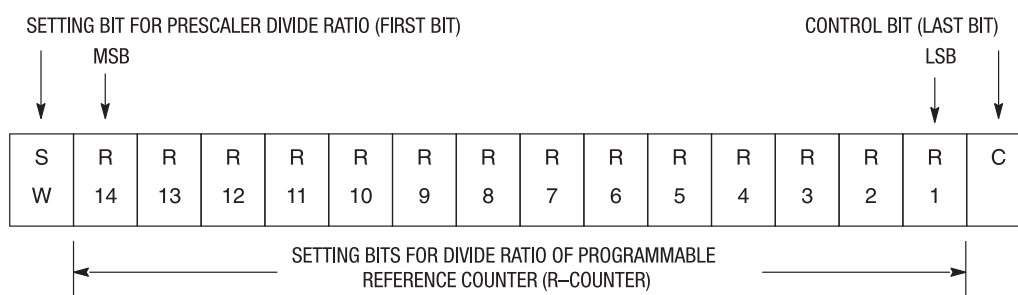 SETTING BIT FOR PRESCALER DIVIDE RATIO (FIRST BIT)
CONTROL BIT (LAST BIT)
MSB
LSB
S R R R R R R R R R R R R R R C
W 14 13 12 11 10 9 8 7 6 5 4 3 2 1
SETTING BITS FOR DIVIDE RATIO OF PROGRAMMABLE
REFERENCE COUNTER (R–COUNTER)